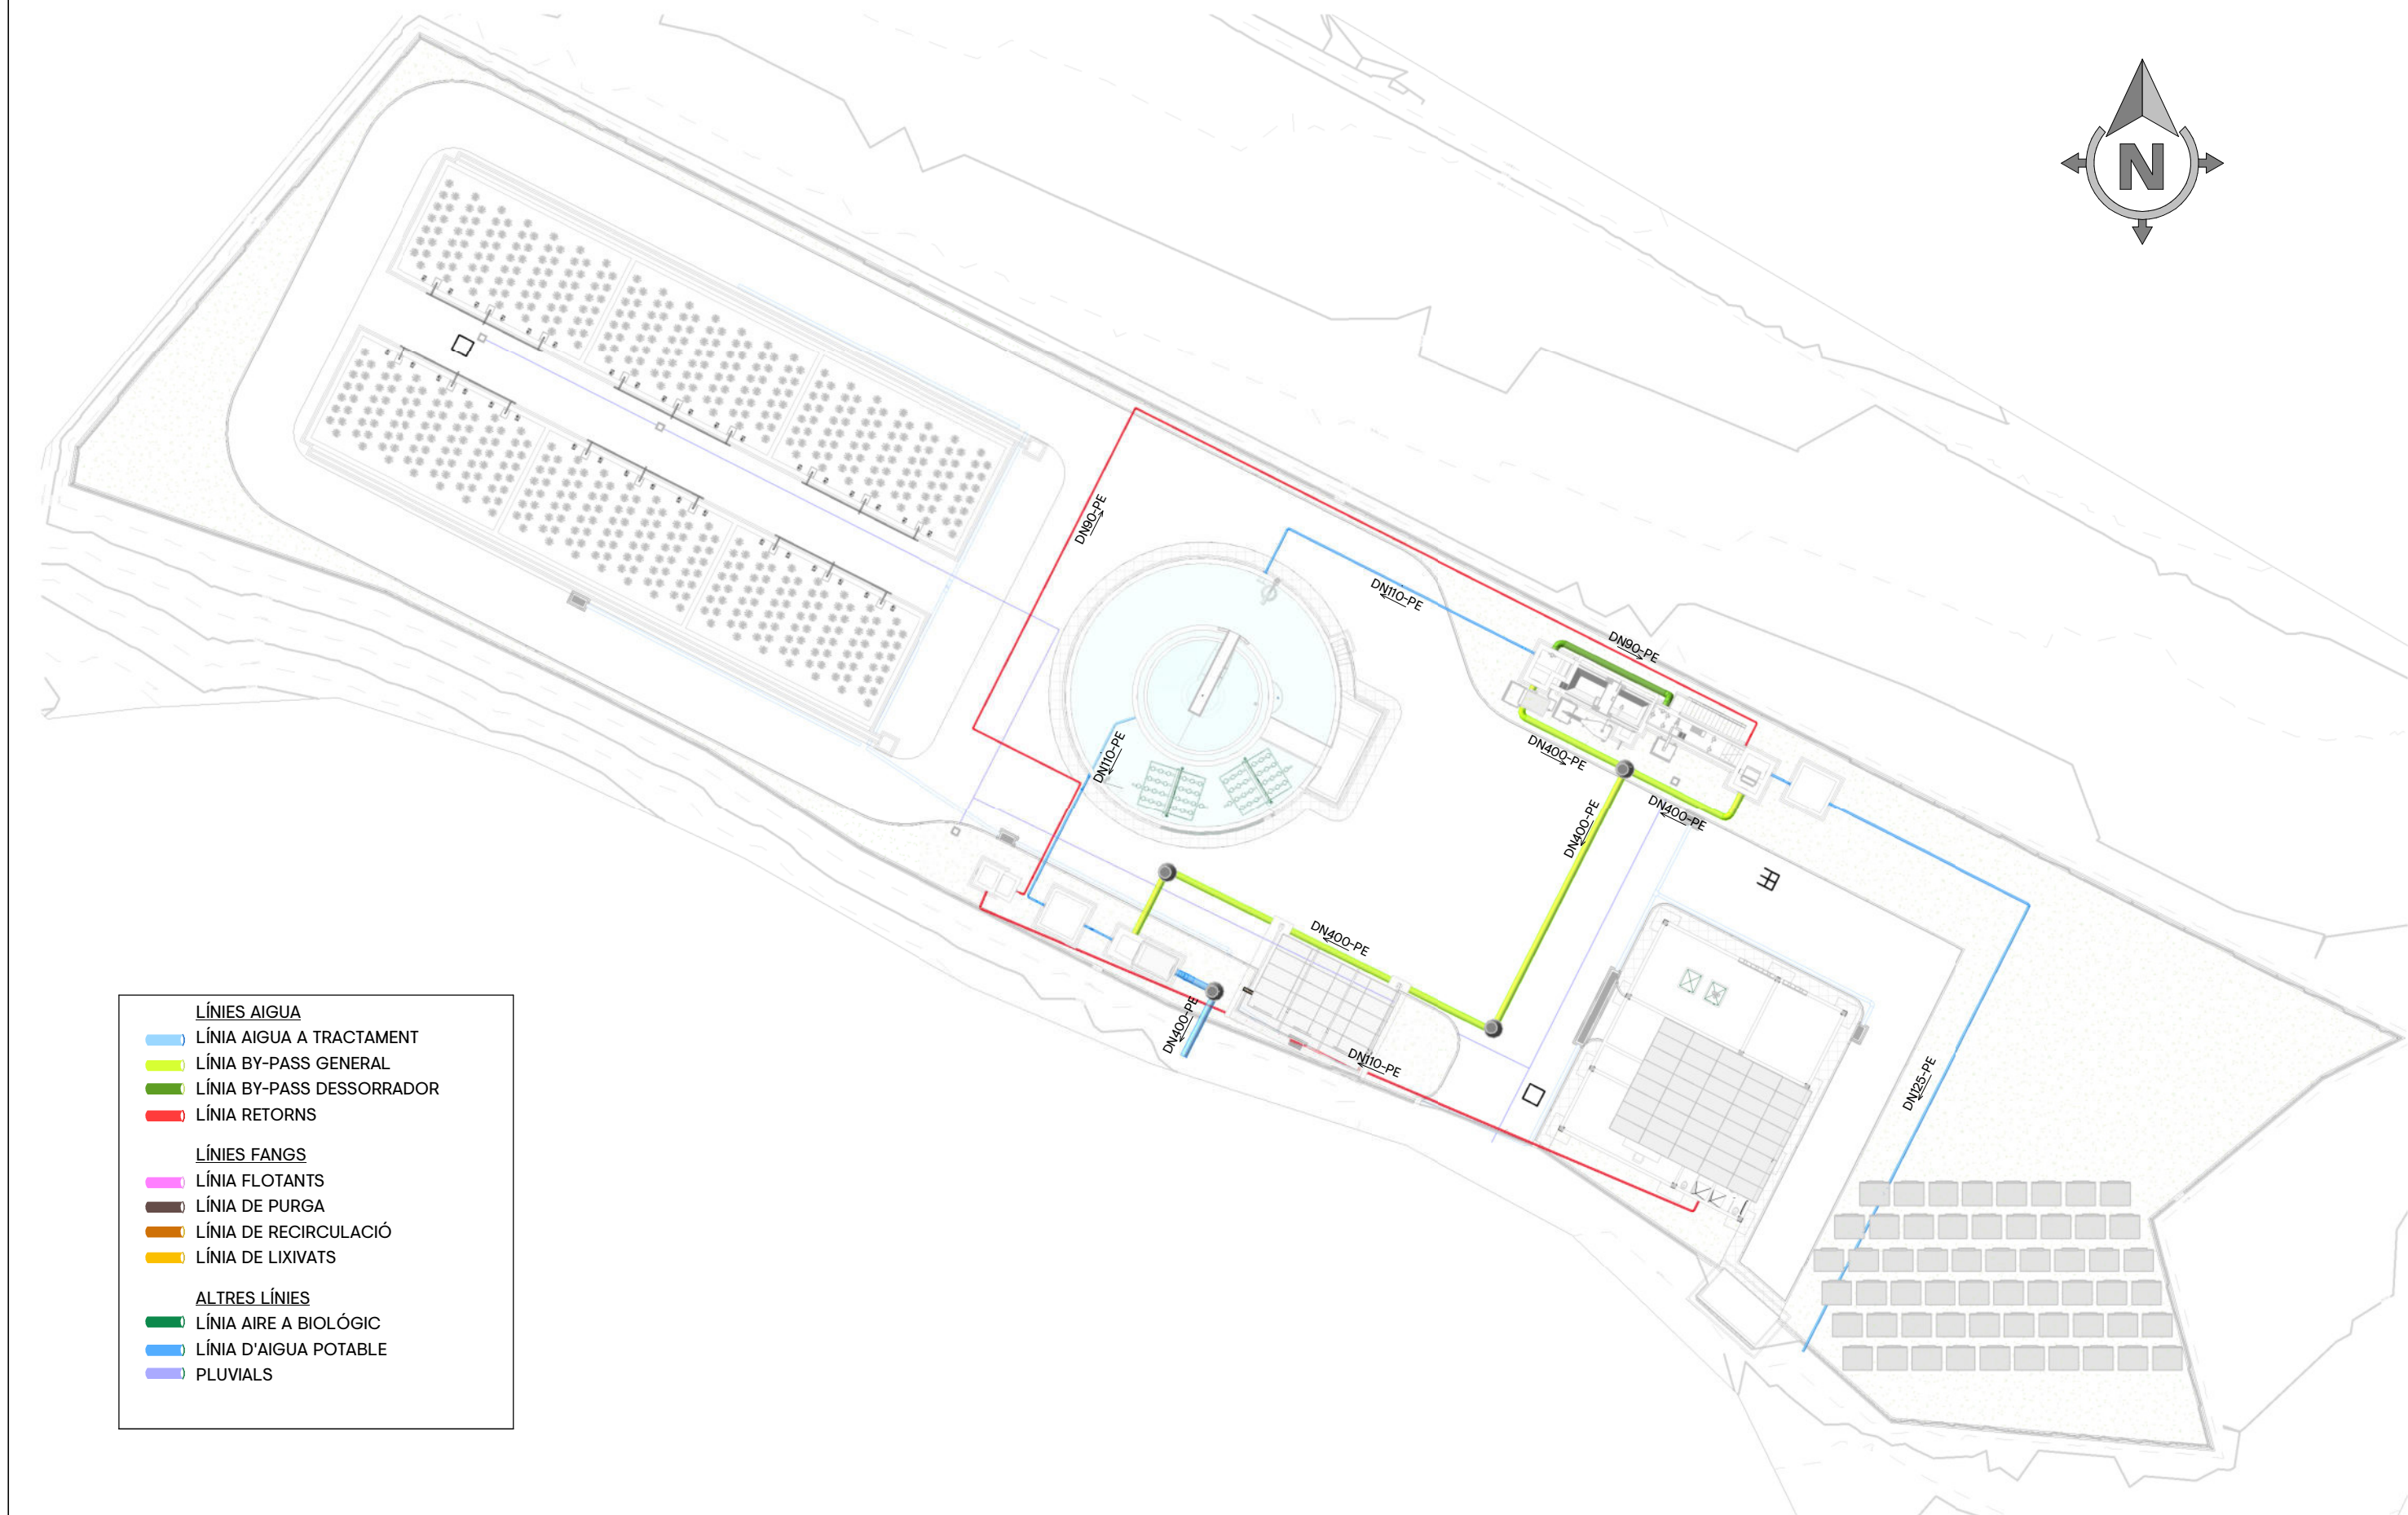 N
DN90-PE
DN110-PE
DN90-PE
DN110-PE
DN400-PE
DN400-PE
DN400-PE
DN400-PE
DN400-PE
DN110-PE
DN125-PE
LÍNIES AIGUA
LÍNIA AIGUA A TRACTAMENT
LÍNIA BY-PASS GENERAL
LÍNIA BY-PASS DESSORRADOR
LÍNIA RETORNS
LÍNIES FANGS
LÍNIA FLOTANTS
LÍNIA DE PURGA
LÍNIA DE RECIRCULACIÓ
LÍNIA DE LIXIVATS
ALTRES LÍNIES
LÍNIA AIRE A BIOLÓGIC
LÍNIA D'AIGUA POTABLE
PLUVIALS